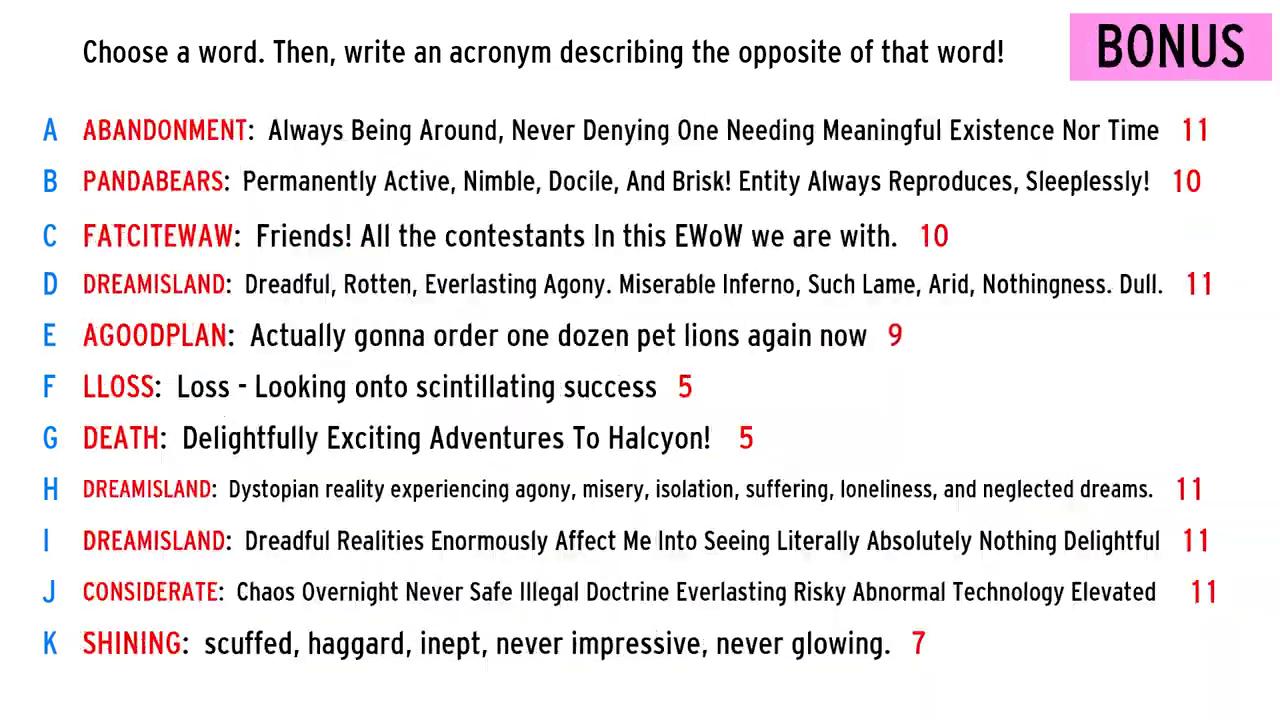 Choose a word. Then, write an acronym describing the opposite of that word!
BONUS
A ABANDONMENT: Always Being Around, Never Denying One Needing Meaningful Existence Nor Time 11
B PANDABEARS: Permanently Active, Nimble, Docile, And Brisk! Entity Always Reproduces, Sleeplessly! 10
C FATCITEWAW: Friends! All the contestants In this EWoW we are with. 10
D DREAMISLAND: Dreadful, Rotten, Everlasting Agony. Miserable Inferno, Such Lame, Arid, Nothingness. Dull. 11
E AGOODPLAN: Actually gonna order one dozen pet lions again now 9
F LLOSS: Loss - Looking onto scintillating success 5
G DEATH: Delightfully Exciting Adventures To Halcyon! 5
H DREAMISLAND: Dystopian reality experiencing agony, misery, isolation, suffering, loneliness, and neglected dreams. 11
I DREAMISLAND: Dreadful Realities Enormously Affect Me Into Seeing Literally Absolutely Nothing Delightful 11
J CONSIDERATE: Chaos Overnight Never Safe Illegal Doctrine Everlasting Risky Abnormal Technology Elevated 11
K SHINING: scuffed, haggard, inept, never impressive, never glowing. 7